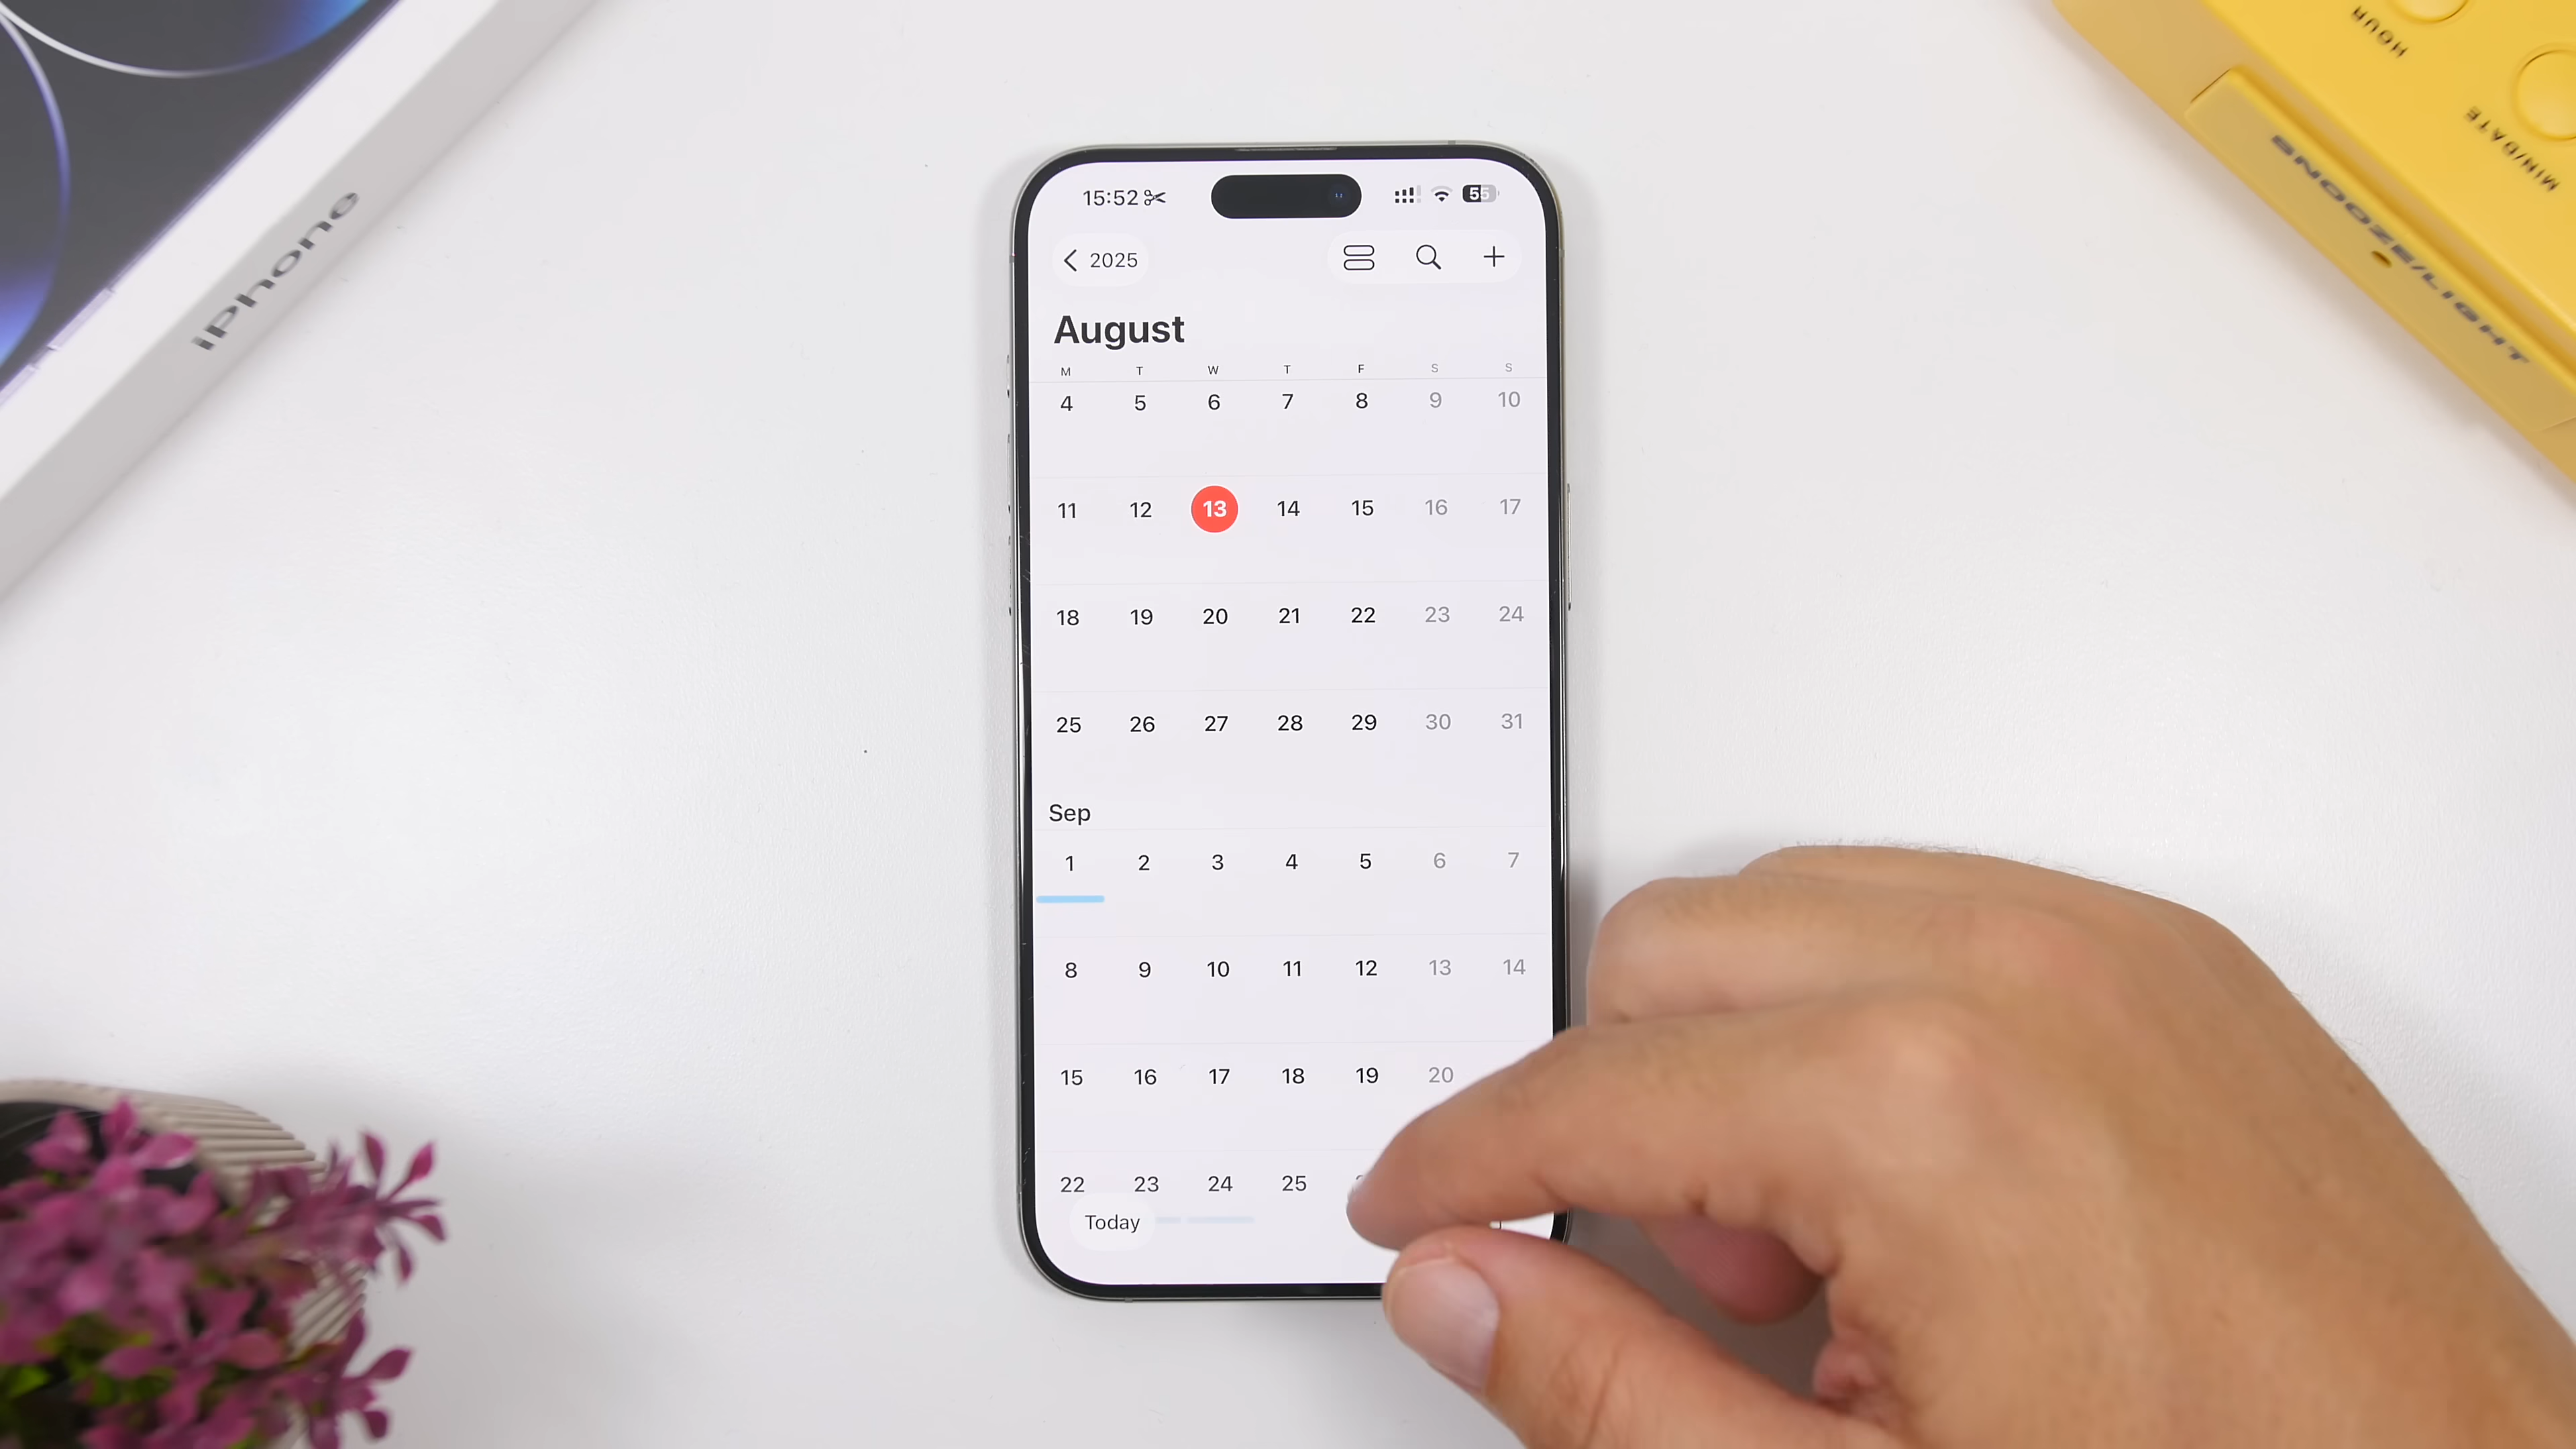 iPhone
HOUR
MIN/DATE
SNOOZE/LIGHT
15:52
55
2025
August
M T W T F S S
4 5 6 7 8 9 10
11 12 13 14 15 16 17
18 19 20 21 22 23 24
25 26 27 28 29 30 31
Sep
1 2 3 4 5 6 7
8 9 10 11 12 13 14
15 16 17 18 19 20
22 23 24 25
Today